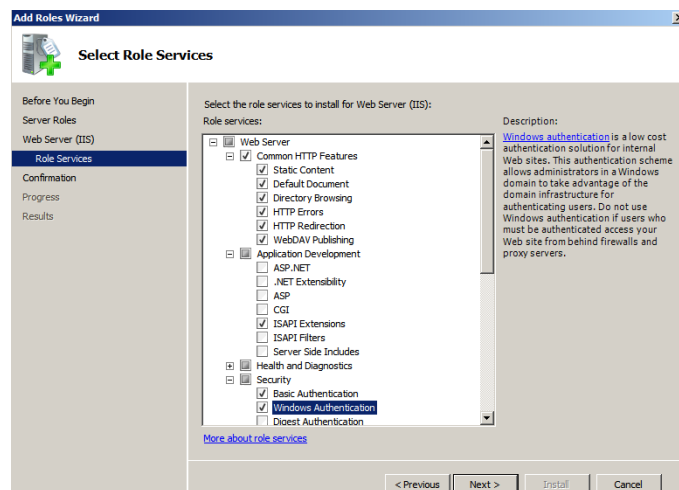 Add Roles Wizard
Select Role Services
Before You Begin
Server Roles
Web Server (IIS)
Role Services
Confirmation
Progress
Results
Select the role services to install for Web Server (IIS):
Role services:
Web Server
Common HTTP Features
Static Content
Default Document
Directory Browsing
HTTP Errors
HTTP Redirection
WebDAV Publishing
Application Development
ASP.NET
.NET Extensibility
ASP
CGI
ISAPI Extensions
ISAPI Filters
Server Side Includes
Health and Diagnostics
Security
Basic Authentication
Windows Authentication
Digest Authentication
More about role services
Description:
Windows authentication is a low cost
authentication solution for internal
Web sites. This authentication scheme
allows administrators in a Windows
domain to take advantage of the
domain infrastructure for
authenticating users. Do not use
Windows authentication if users who
must be authenticated access your
Web site from behind firewalls and
proxy servers.
< Previous
Next >
Install
Cancel